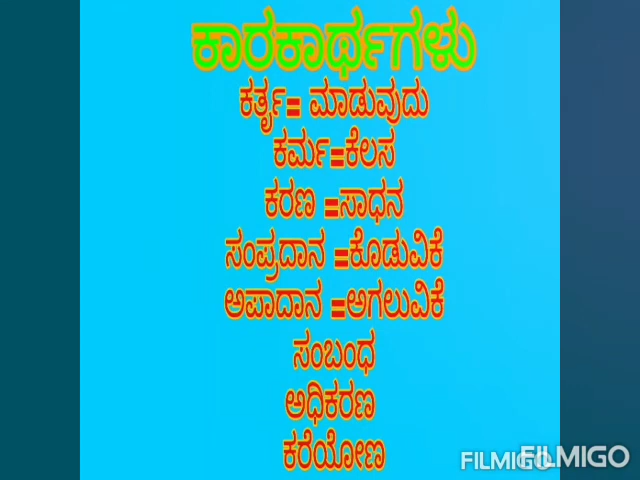 ಕಾರಕಾರ್ಥಗಳು
ಕರ್ತೃ= ಮಾಡುವುದು
ಕರ್ಮ=ಕೆಲಸ
ಕರಣ =ಸಾಧನ
ಸಂಪ್ರದಾನ =ಕೊಡುವಿಕೆ
ಅಪಾದಾನ =ಅಗಲುವಿಕೆ
ಸಂಬಂಧ
ಅಧಿಕರಣ
ಕರೆಯೋಣ
FILMIGO FILMIGO